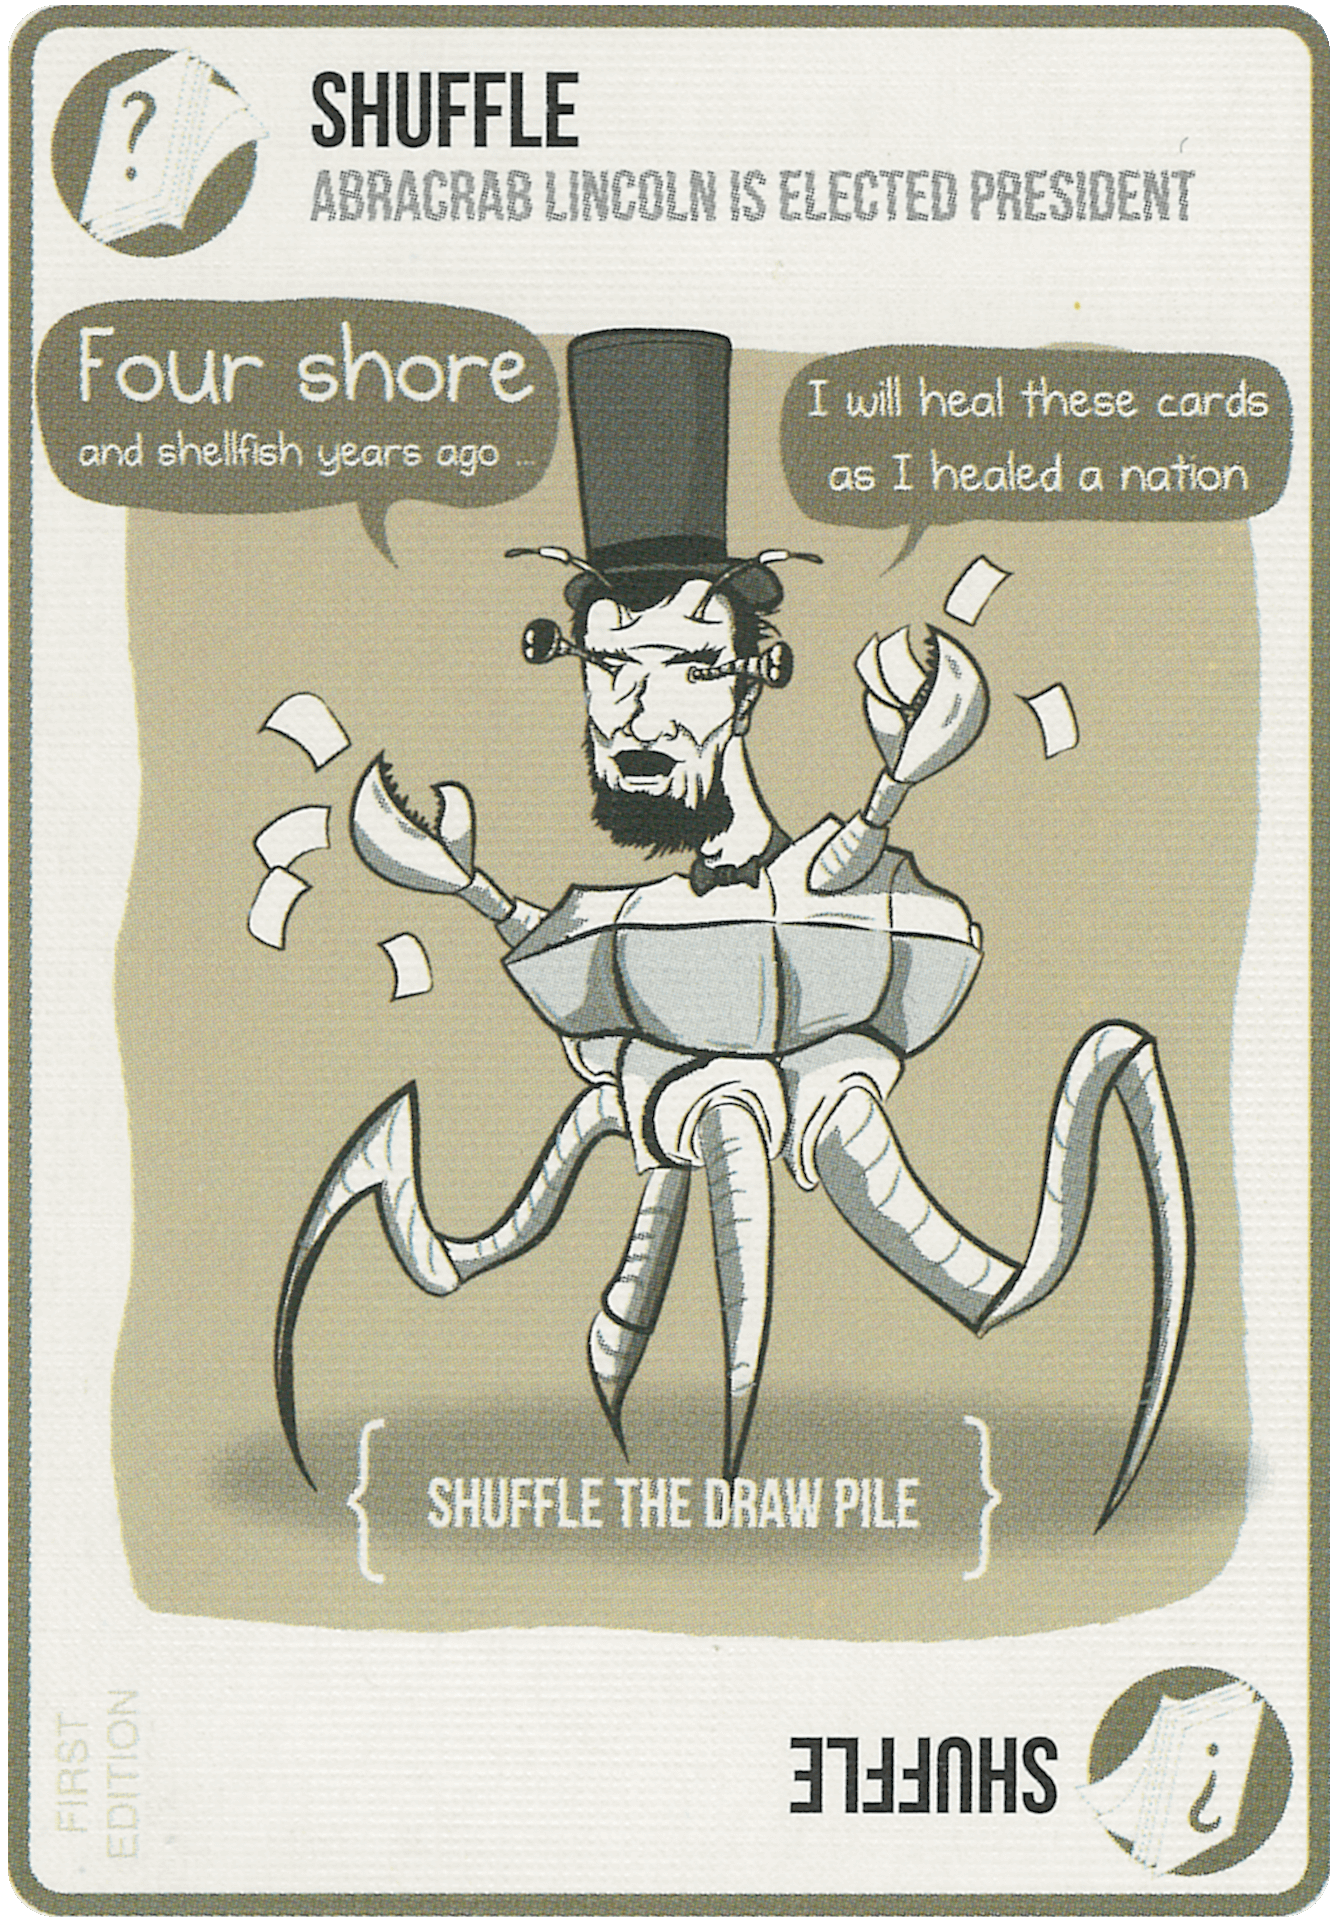 ?
SHUFFLE
ABRACRAB LINCOLN IS ELECTED PRESIDENT
Four shore
and shellfish years ago ...
I will heal these cards
as I healed a nation
{ SHUFFLE THE DRAW PILE }
FIRST
EDITION
SHUFFLE
?